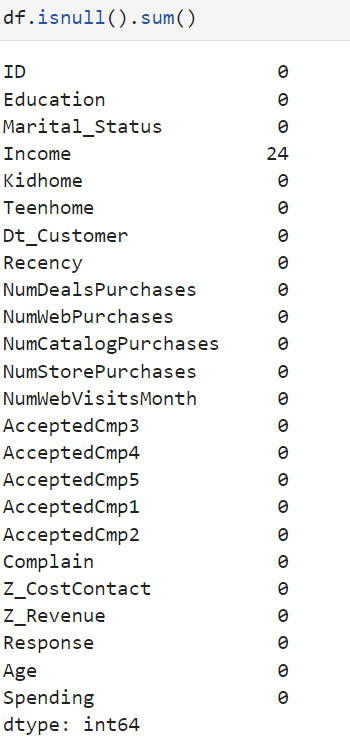 df.isnull().sum()
ID 0
Education 0
Marital_Status 0
Income 24
Kidhome 0
Teenhome 0
Dt_Customer 0
Recency 0
NumDealsPurchases 0
NumWebPurchases 0
NumCatalogPurchases 0
NumStorePurchases 0
NumWebVisitsMonth 0
AcceptedCmp3 0
AcceptedCmp4 0
AcceptedCmp5 0
AcceptedCmp1 0
AcceptedCmp2 0
Complain 0
Z_CostContact 0
Z_Revenue 0
Response 0
Age 0
Spending 0
dtype: int64